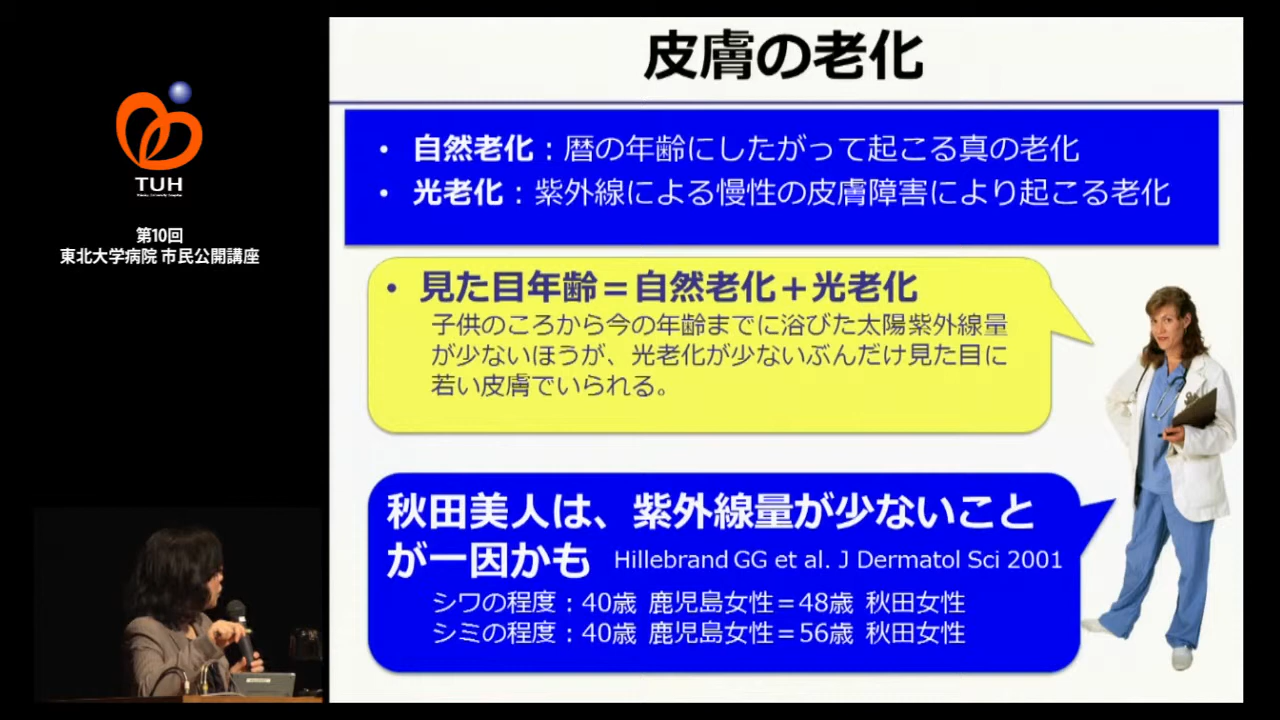 皮膚の老化
• 自然老化：暦の年齢にしたがって起こる真の老化
• 光老化：紫外線による慢性の皮膚障害により起こる老化
TUH
第10回
東北大学病院 市民公開講座
• 見た目年齢＝自然老化＋光老化
子供のころから今の年齢までに浴びた太陽紫外線量
が少ないほうが、光老化が少ないぶんだけ見た目に
若い皮膚でいられる。
秋田美人は、紫外線量が少ないこと
が一因かも Hillebrand GG et al. J Dermatol Sci 2001
シワの程度：40歳 鹿児島女性＝48歳 秋田女性
シミの程度：40歳 鹿児島女性＝56歳 秋田女性